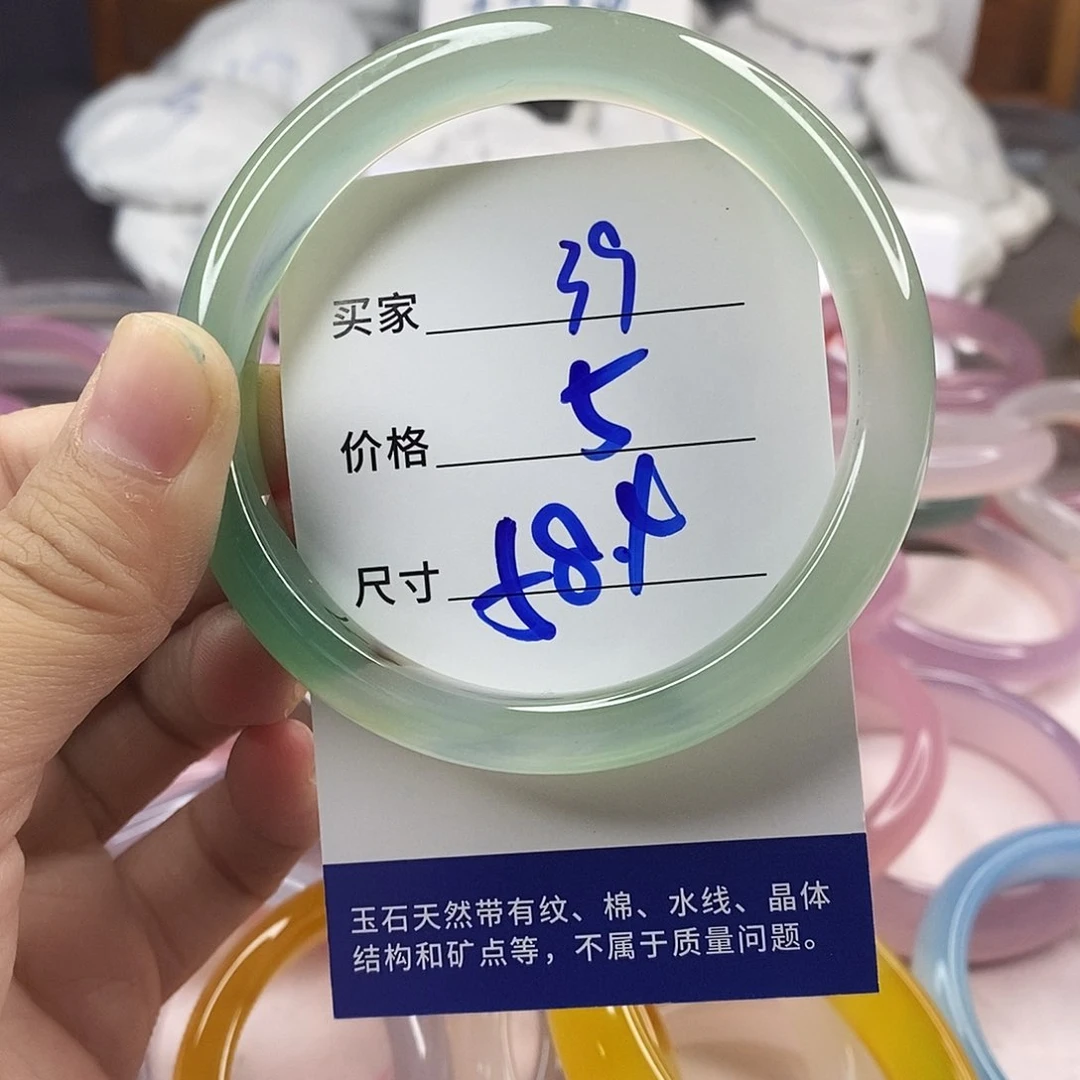 买家 39
价格 5
尺寸
玉石天然带有纹、棉、水线、晶体
结构和矿点等，不属于质量问题。